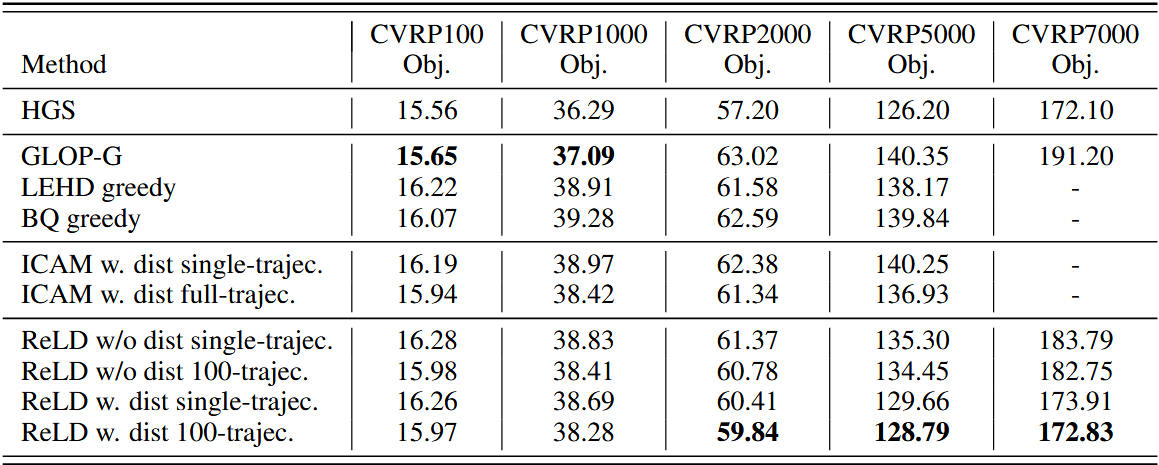 CVRP100 CVRP1000 CVRP2000 CVRP5000 CVRP7000
Method Obj. Obj. Obj. Obj. Obj.
HGS 15.56 36.29 57.20 126.20 172.10
GLOP-G 15.65 37.09 63.02 140.35 191.20
LEHD greedy 16.22 38.91 61.58 138.17 -
BQ greedy 16.07 39.28 62.59 139.84 -
ICAM w. dist single-trajec. 16.19 38.97 62.38 140.25 -
ICAM w. dist full-trajec. 15.94 38.42 61.34 136.93 -
ReLD w/o dist single-trajec. 16.28 38.83 61.37 135.30 183.79
ReLD w/o dist 100-trajec. 15.98 38.41 60.78 134.45 182.75
ReLD w. dist single-trajec. 16.26 38.69 60.41 129.66 173.91
ReLD w. dist 100-trajec. 15.97 38.28 59.84 128.79 172.83